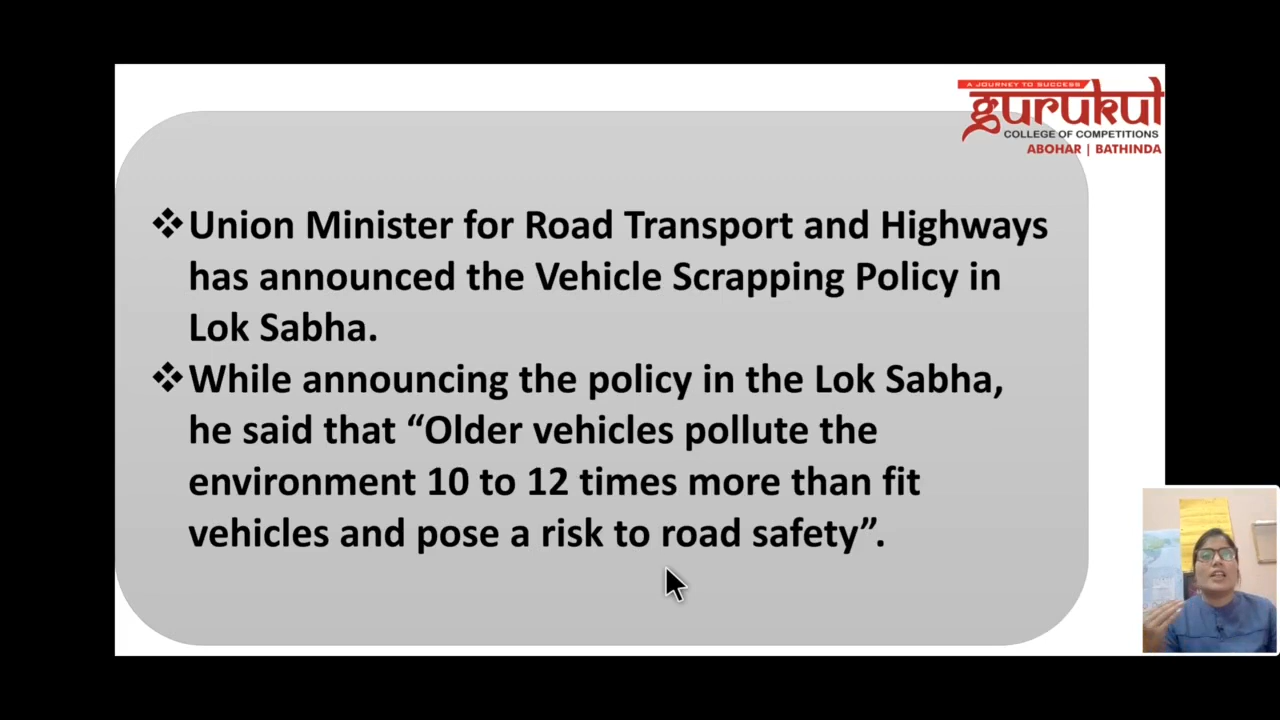 A JOURNEY TO SUCCESS
gurukul
COLLEGE OF COMPETITIONS
ABOHAR | BATHINDA
❖Union Minister for Road Transport and Highways
has announced the Vehicle Scrapping Policy in
Lok Sabha.
❖While announcing the policy in the Lok Sabha,
he said that “Older vehicles pollute the
environment 10 to 12 times more than fit
vehicles and pose a risk to road safety”.